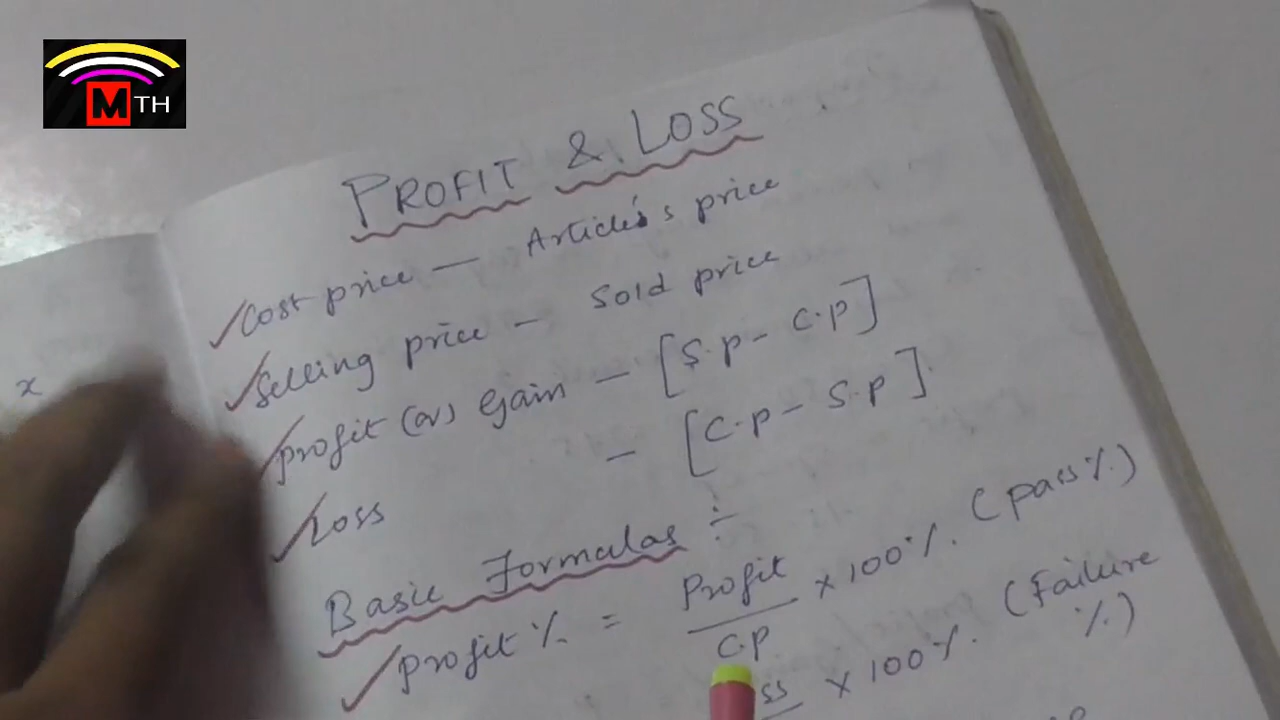 MTH
PROFIT & LOSS
Cost price — Article's price
Selling price - Sold price
Profit (or) Gain — [S.p - C.p]
Loss — [C.p - S.p]
Basic Formulas :-
Profit % = Profit/C.p × 100%. (Pass %)
× 100%. (Failure %)
x